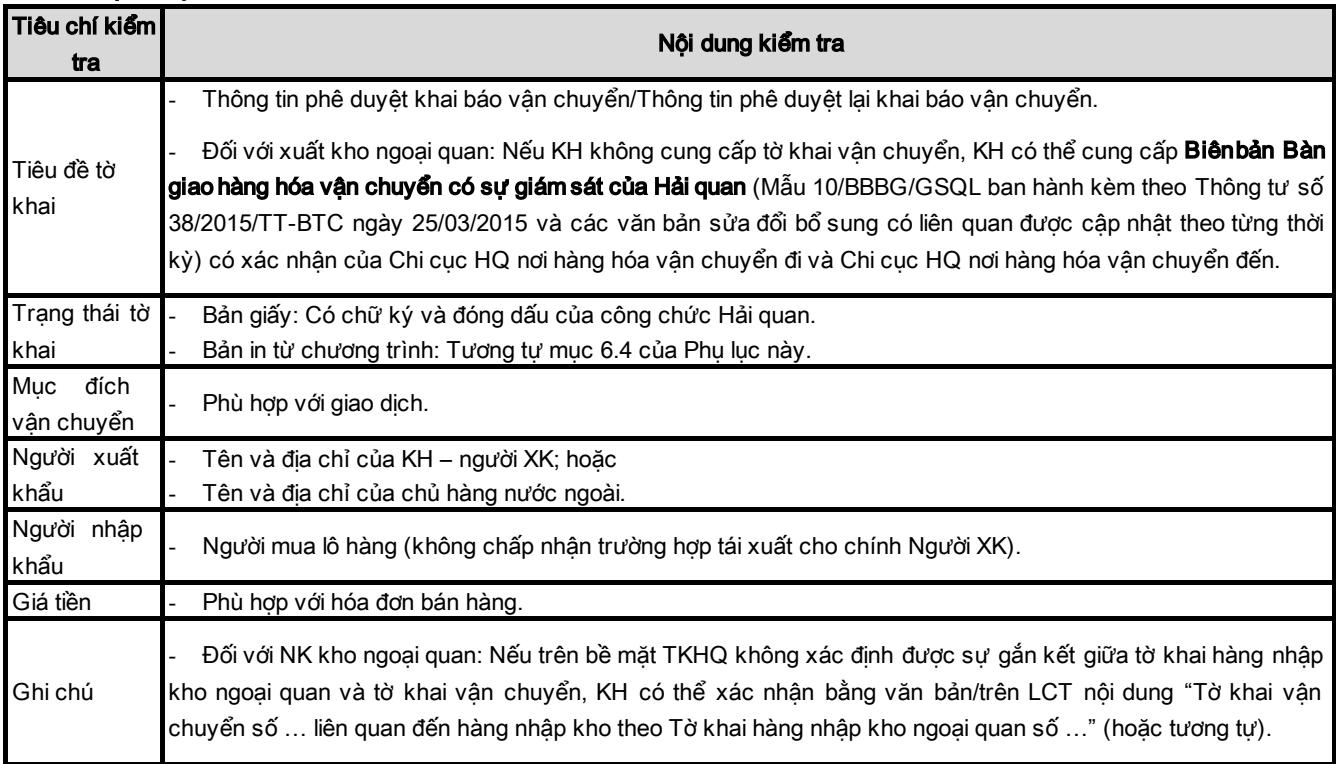 Tiêu chí kiểm
tra
Nội dung kiểm tra
Tiêu đề tờ
khai
- Thông tin phê duyệt khai báo vận chuyển/Thông tin phê duyệt lại khai báo vận chuyển.
- Đối với xuất kho ngoại quan: Nếu KH không cung cấp tờ khai vận chuyển, KH có thể cung cấp Biênbản Bàn
giao hàng hóa vận chuyển có sự giám sát của Hải quan (Mẫu 10/BBBG/GSQL ban hành kèm theo Thông tư số
38/2015/TT-BTC ngày 25/03/2015 và các văn bản sửa đổi bổ sung có liên quan được cập nhật theo từng thời
kỳ) có xác nhận của Chi cục HQ nơi hàng hóa vận chuyển đi và Chi cục HQ nơi hàng hóa vận chuyển đến.
Trạng thái tờ
khai
- Bản giấy: Có chữ ký và đóng dấu của công chức Hải quan.
- Bản in từ chương trình: Tương tự mục 6.4 của Phụ lục này.
Mục đích
vận chuyển
- Phù hợp với giao dịch.
Người xuất
khẩu
- Tên và địa chỉ của KH – người XK; hoặc
- Tên và địa chỉ của chủ hàng nước ngoài.
Người nhập
khẩu
- Người mua lô hàng (không chấp nhận trường hợp tái xuất cho chính Người XK).
Giá tiền
- Phù hợp với hóa đơn bán hàng.
Ghi chú
- Đối với NK kho ngoại quan: Nếu trên bề mặt TKHQ không xác định được sự gắn kết giữa tờ khai hàng nhập
kho ngoại quan và tờ khai vận chuyển, KH có thể xác nhận bằng văn bản/trên LCT nội dung “Tờ khai vận
chuyển số … liên quan đến hàng nhập kho theo Tờ khai hàng nhập kho ngoại quan số …” (hoặc tương tự).